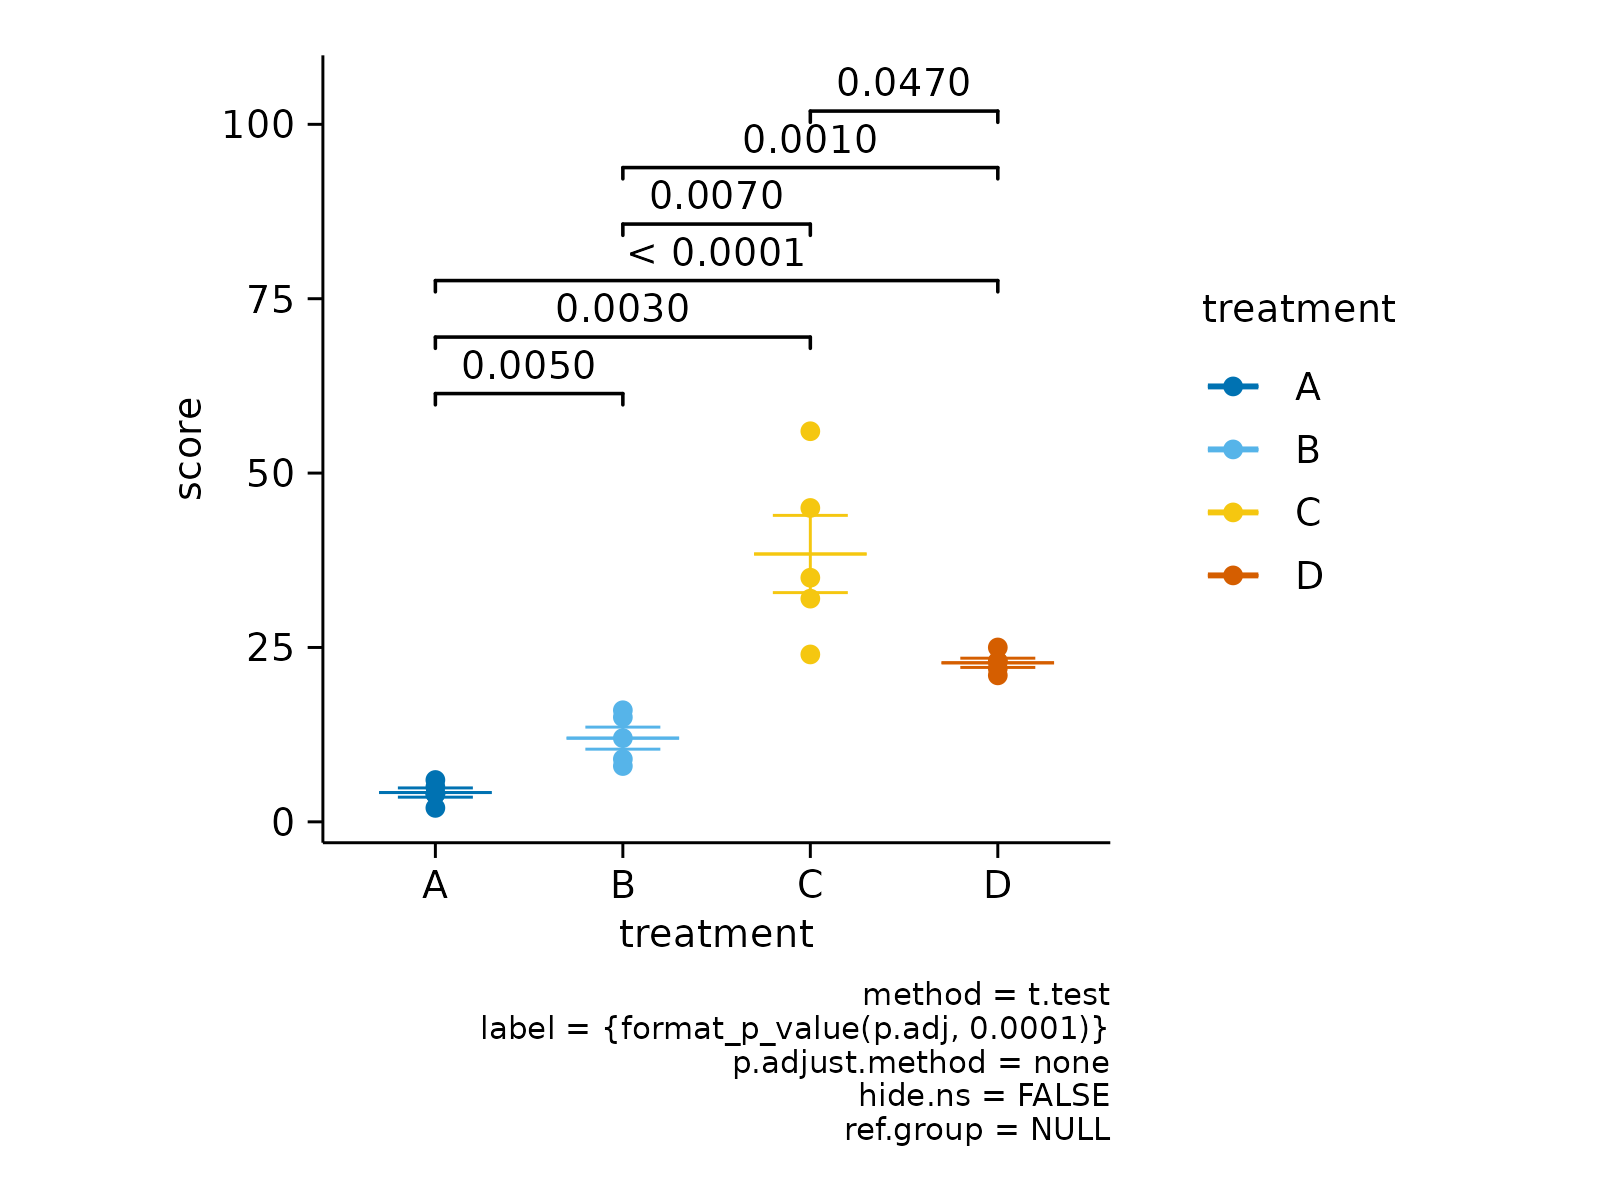 0.0470
100
0.0010
0.0070
< 0.0001
75
0.0030
0.0050
score
50
25
0
A
B
C
D
treatment
treatment
A
B
C
D
method = t.test
label = {format_p_value(p.adj, 0.0001)}
p.adjust.method = none
hide.ns = FALSE
ref.group = NULL